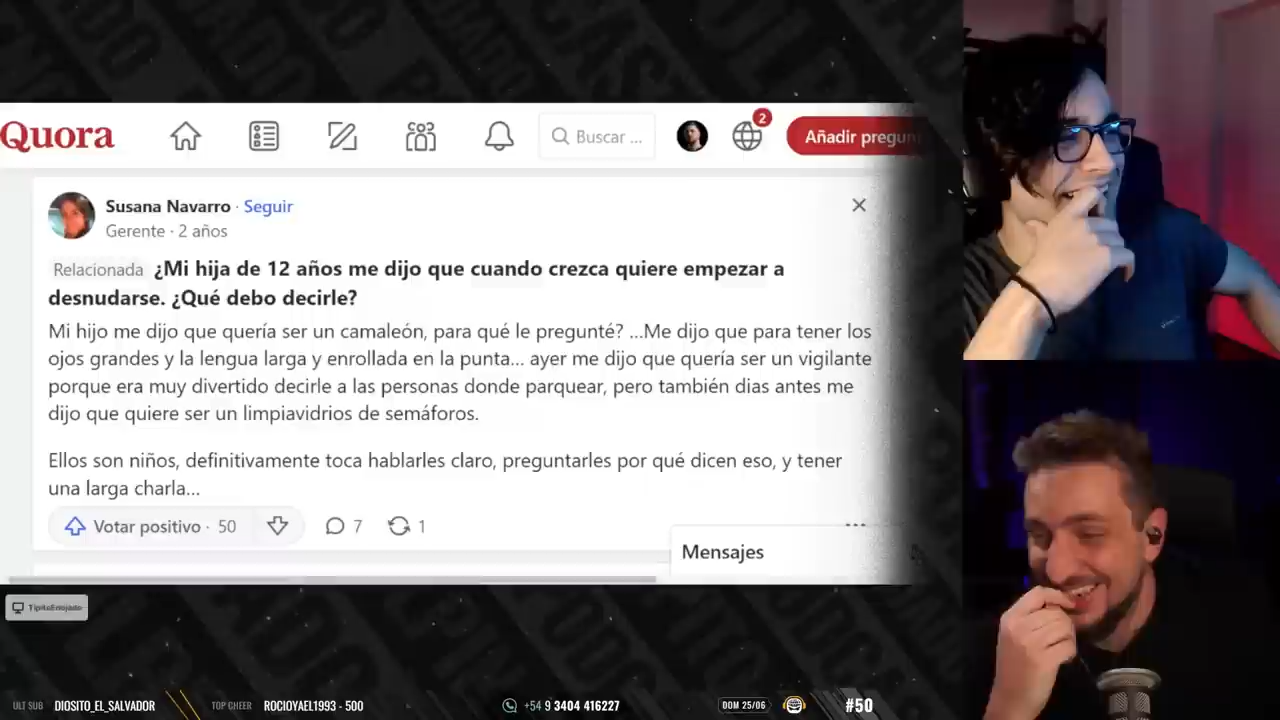 Quora
Buscar ...
2
Añadir pregun
Susana Navarro · Seguir
Gerente · 2 años
Relacionada ¿Mi hija de 12 años me dijo que cuando crezca quiere empezar a
desnudarse. ¿Qué debo decirle?
Mi hijo me dijo que quería ser un camaleón, para qué le pregunté? ...Me dijo que para tener los
ojos grandes y la lengua larga y enrollada en la punta... ayer me dijo que quería ser un vigilante
porque era muy divertido decirle a las personas donde parquear, pero también dias antes me
dijo que quiere ser un limpiavidrios de semáforos.
Ellos son niños, definitivamente toca hablarles claro, preguntarles por qué dicen eso, y tener
una larga charla...
Votar positivo · 50
7
1
Mensajes
TipitoEnojado
ULT SUB DIOSITO_EL_SALVADOR
TOP CHEER ROCIOYAEL1993 - 500
+54 9 3404 416227
DOM 25/06
#50